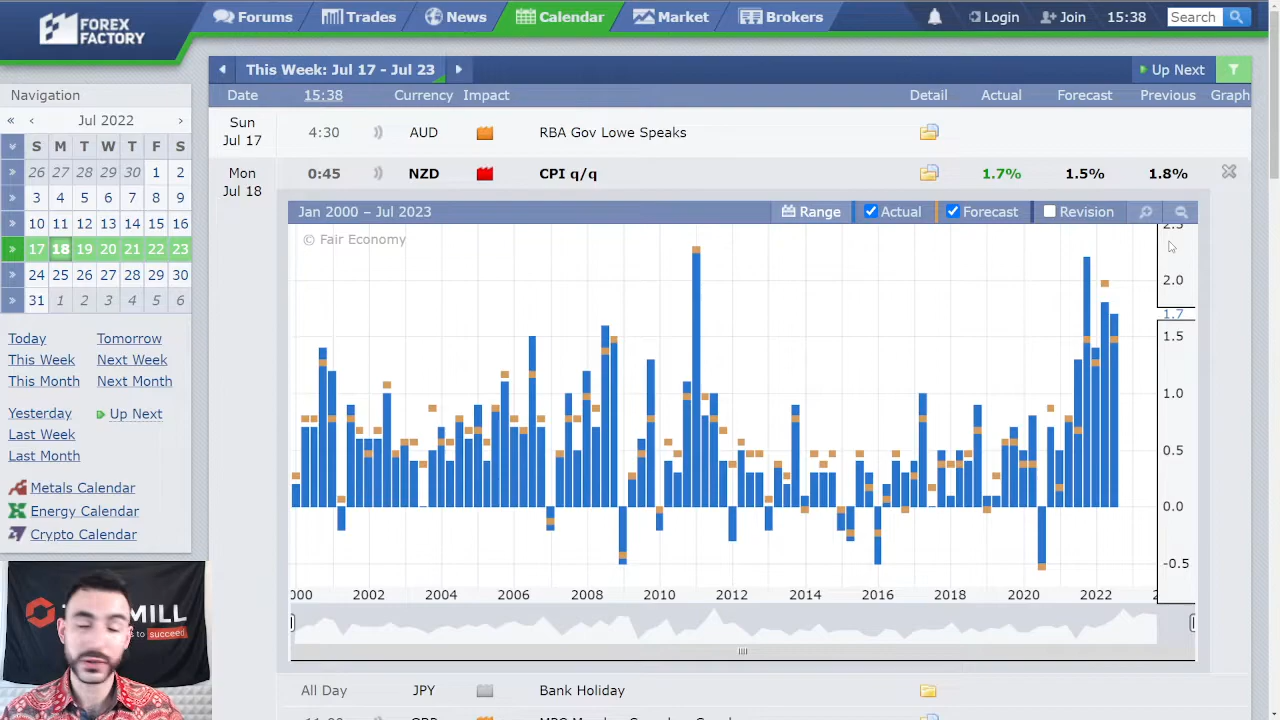 FOREX FACTORY
Forums
Trades
News
Calendar
Market
Brokers
Login
Join
15:38
Search
Navigation
« ‹ Jul 2022 ›
S M T W T F S
26 27 28 29 30 1 2
3 4 5 6 7 8 9
10 11 12 13 14 15 16
17 18 19 20 21 22 23
24 25 26 27 28 29 30
31 1 2 3 4 5 6
Today Tomorrow
This Week Next Week
This Month Next Month
Yesterday Up Next
Last Week
Last Month
Metals Calendar
Energy Calendar
Crypto Calendar
MILL
to succeed
This Week: Jul 17 - Jul 23
Up Next
Date 15:38 Currency Impact Detail Actual Forecast Previous Graph
Sun
Jul 17
4:30 AUD RBA Gov Lowe Speaks
Mon
Jul 18
0:45 NZD CPI q/q 1.7% 1.5% 1.8%
Jan 2000 – Jul 2023 Range Actual Forecast Revision
© Fair Economy
2.5
2.0
1.7
1.5
1.0
0.5
0.0
-0.5
2002 2004 2006 2008 2010 2012 2014 2016 2018 2020 2022
All Day JPY Bank Holiday